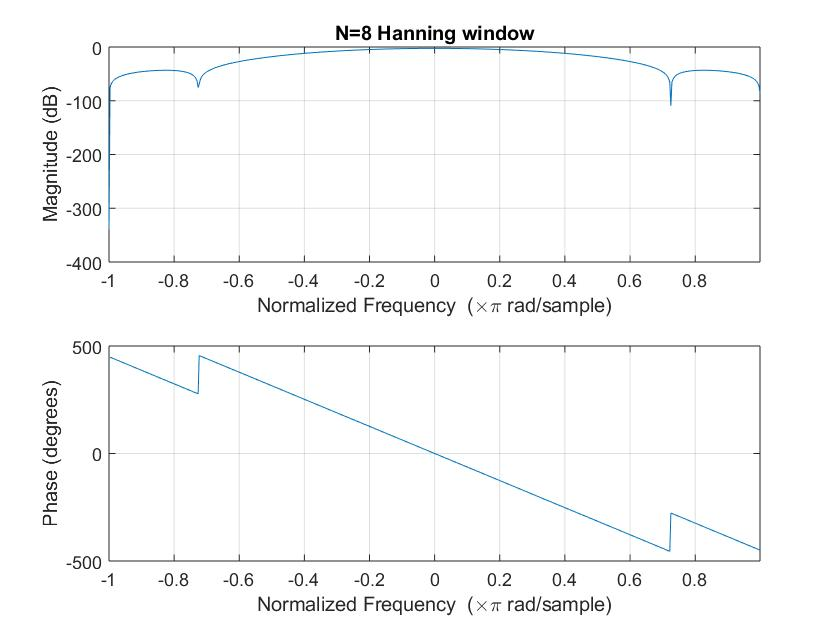 N=8 Hanning window
0
-100
-200
-300
-400
Magnitude (dB)
-1 -0.8 -0.6 -0.4 -0.2 0 0.2 0.4 0.6 0.8
Normalized Frequency (×π rad/sample)
500
0
-500
Phase (degrees)
-1 -0.8 -0.6 -0.4 -0.2 0 0.2 0.4 0.6 0.8
Normalized Frequency (×π rad/sample)